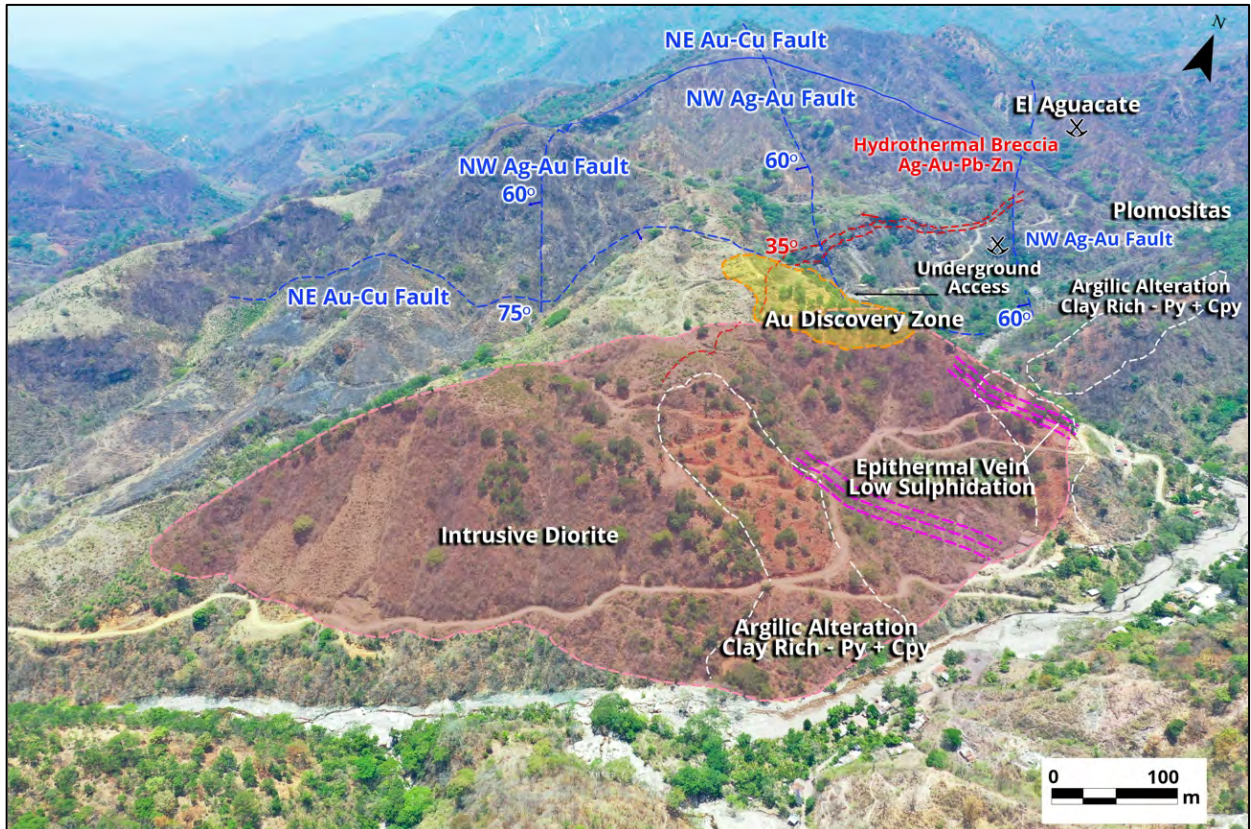 N
NE Au-Cu Fault
NW Ag-Au Fault
El Aguacate
Hydrothermal Breccia
Ag-Au-Pb-Zn
NW Ag-Au Fault
60°
60°
Plomositas
NW Ag-Au Fault
35°
Underground
Access
Argilic Alteration
Clay Rich - Py + Cpy
NE Au-Cu Fault
75°
Au Discovery Zone
60°
Epithermal Vein
Low Sulphidation
Intrusive Diorite
Argilic Alteration
Clay Rich - Py + Cpy
0 100
m